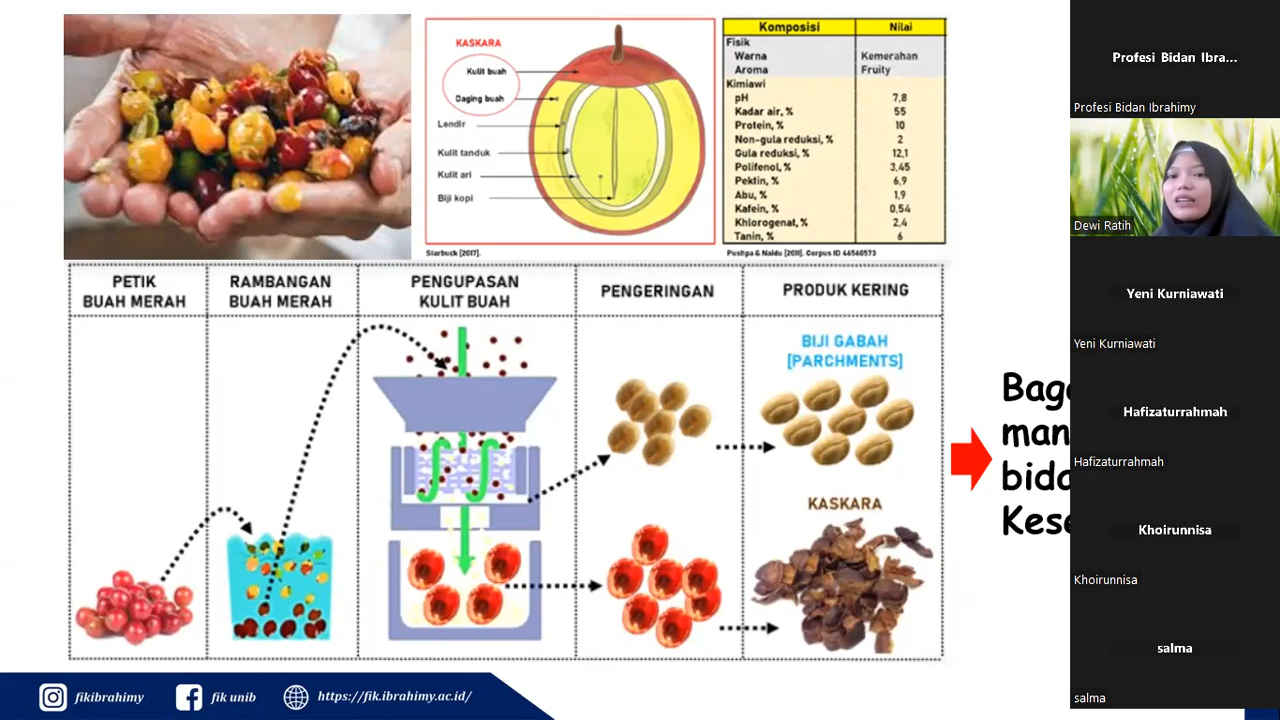 KASKARA
Kulit buah
Daging buah
Lendir
Kulit tanduk
Kulit ari
Biji kopi
Starbuck [2017].
Komposisi Nilai
Fisik
Warna Kemerahan
Aroma Fruity
Kimiawi
pH 7,8
Kadar air, % 55
Protein, % 10
Non-gula reduksi, % 2
Gula reduksi, % 12,1
Polifenol, % 3,45
Pektin, % 6,9
Abu, % 1,9
Kafein, % 0,54
Khlorogenal, % 2,4
Tanin, % 6
Pushpa & Naidu [2011]. Corpus ID 46560573
PETIK
BUAH MERAH
RAMBANGAN
BUAH MERAH
PENGUPASAN
KULIT BUAH
PENGERINGAN
PRODUK KERING
BIJI GABAH
[PARCHMENTS]
KASKARA
Bag
man
bid
Kese
fikibrahimy
fik unib
https://fik.ibrahimy.ac.id/
Profesi Bidan Ibra...
Profesi Bidan Ibrahimy
Dewi Ratih
Yeni Kurniawati
Yeni Kurniawati
Hafizaturrahmah
Hafizaturrahmah
Khoirunnisa
Khoirunnisa
salma
salma